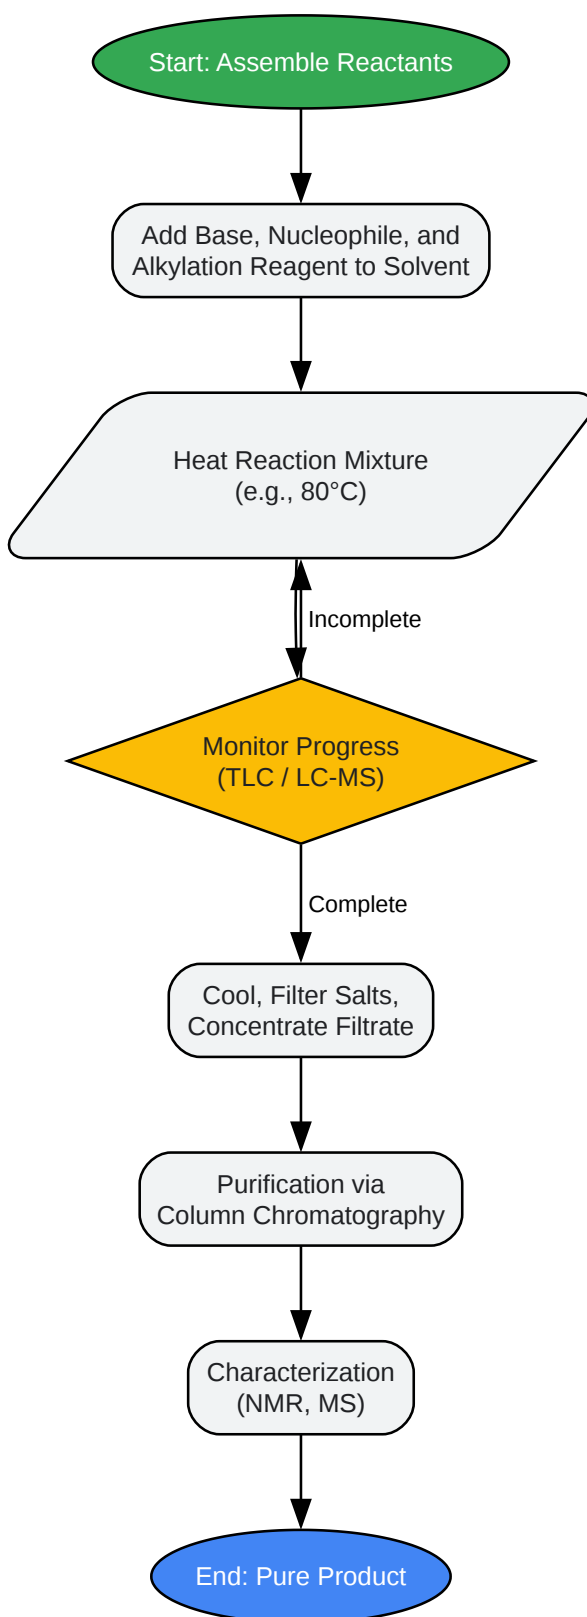 Start: Assemble Reactants
Add Base, Nucleophile, and
Alkylation Reagent to Solvent
Heat Reaction Mixture
(e.g., 80°C)
Incomplete
Monitor Progress
(TLC / LC-MS)
Complete
Cool, Filter Salts,
Concentrate Filtrate
Purification via
Column Chromatography
Characterization
(NMR, MS)
End: Pure Product